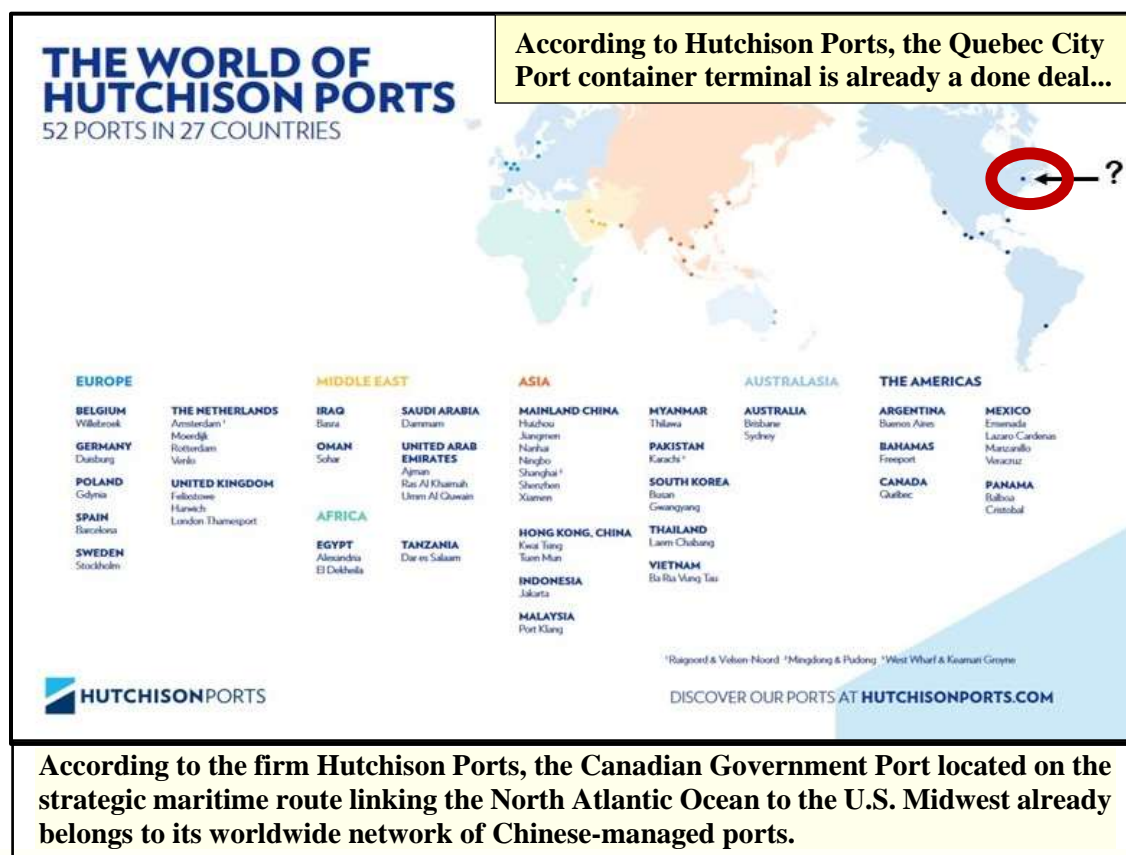 THE WORLD OF
HUTCHISON PORTS
52 PORTS IN 27 COUNTRIES
According to Hutchison Ports, the Quebec City
Port container terminal is already a done deal...
?
EUROPE
BELGIUM
Willebroek
GERMANY
Duisburg
POLAND
Gdynia
SPAIN
Barcelona
SWEDEN
Stockholm
THE NETHERLANDS
Amsterdam ¹
Moerdijk
Rotterdam
Venlo
UNITED KINGDOM
Felixstowe
Harwich
London Thamesport
MIDDLE EAST
IRAQ
Basra
OMAN
Sohar
SAUDI ARABIA
Dammam
UNITED ARAB
EMIRATES
Ajman
Ras Al Khaimah
Umm Al Quwain
AFRICA
EGYPT
Alexandria
El Dekheila
TANZANIA
Dar es Salaam
ASIA
MAINLAND CHINA
Huizhou
Jiangmen
Nanhai
Ningbo
Shanghai ²
Shenzhen
Xiamen
HONG KONG, CHINA
Kwai Tsing
Tuen Mun
INDONESIA
Jakarta
MALAYSIA
Port Klang
MYANMAR
Thilawa
PAKISTAN
Karachi ³
SOUTH KOREA
Busan
Gwangyang
THAILAND
Laem Chabang
VIETNAM
Ba Ria Vung Tau
AUSTRALASIA
AUSTRALIA
Brisbane
Sydney
THE AMERICAS
ARGENTINA
Buenos Aires
BAHAMAS
Freeport
CANADA
Québec
MEXICO
Ensenada
Lazaro Cardenas
Manzanillo
Veracruz
PANAMA
Balboa
Cristobal
¹Raigoord & Velsen-Noord ²Mingdong & Pudong ³West Wharf & Keamari Groyne
HUTCHISONPORTS
DISCOVER OUR PORTS AT HUTCHISONPORTS.COM
According to the firm Hutchison Ports, the Canadian Government Port located on the
strategic maritime route linking the North Atlantic Ocean to the U.S. Midwest already
belongs to its worldwide network of Chinese-managed ports.